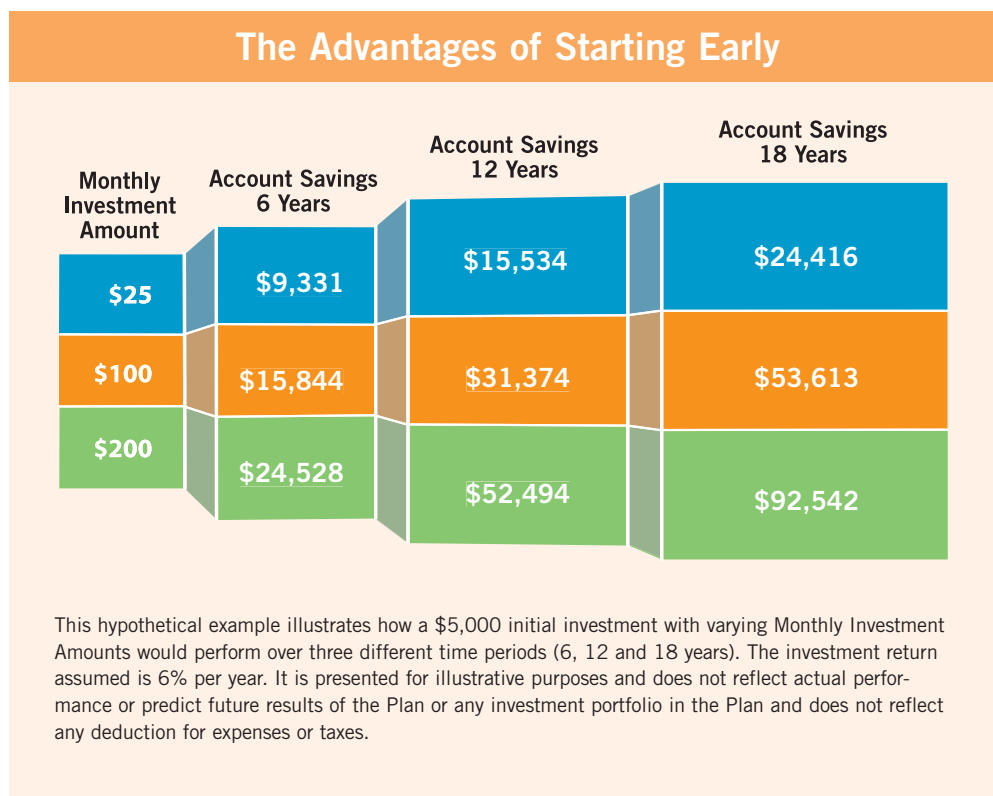 The Advantages of Starting Early
Monthly
Investment
Amount
Account Savings
6 Years
Account Savings
12 Years
Account Savings
18 Years
$25
$9,331
$15,534
$24,416
$100
$15,844
$31,374
$53,613
$200
$24,528
$52,494
$92,542
This hypothetical example illustrates how a $5,000 initial investment with varying Monthly Investment
Amounts would perform over three different time periods (6, 12 and 18 years). The investment return
assumed is 6% per year. It is presented for illustrative purposes and does not reflect actual perfor-
mance or predict future results of the Plan or any investment portfolio in the Plan and does not reflect
any deduction for expenses or taxes.